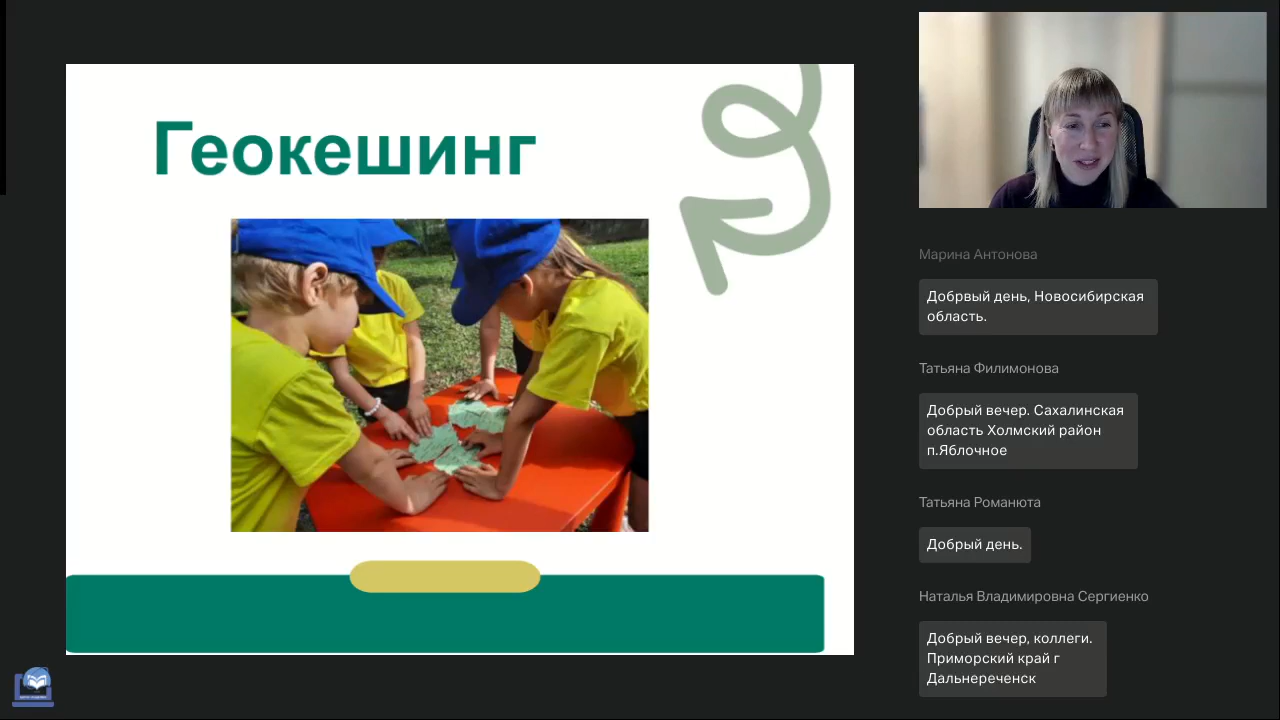 Геокешинг
Марина Антонова
Добрвый день, Новосибирская
область.
Татьяна Филимонова
Добрый вечер. Сахалинская
область Холмский район
п.Яблочное
Татьяна Романюта
Добрый день.
Наталья Владимировна Сергиенко
Добрый вечер, коллеги.
Приморский край г
Дальнереченск